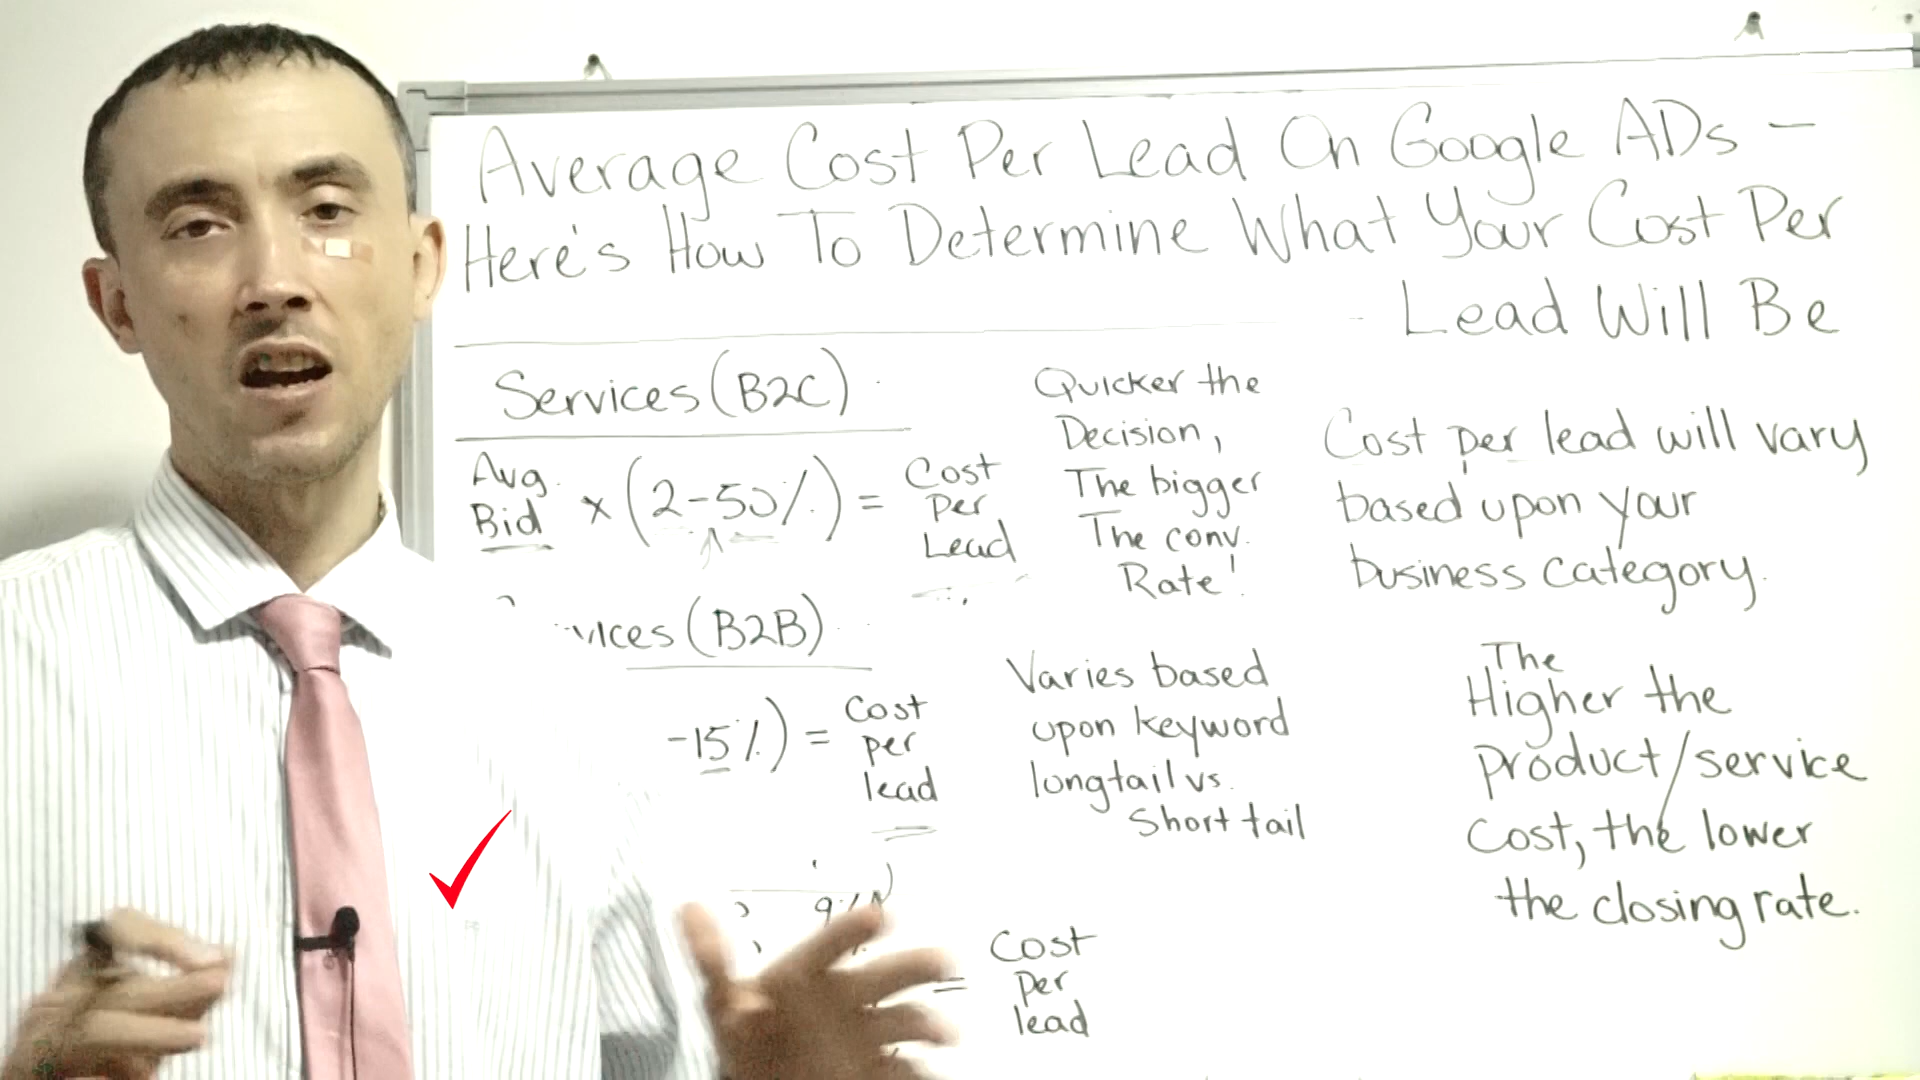 Average Cost Per Lead On Google ADs -
Here's How To Determine What Your Cost Per
Lead Will Be
Services (B2C)
Avg.
Bid × (2-50%) = Cost
Per
Lead
Quicker the
Decision,
The bigger
The conv.
Rate!
Cost per lead will vary
based upon your
business category.
vices (B2B)
-15%) = Cost
per
lead
Varies based
upon keyword
longtail vs.
Short tail
The
Higher the
product/service
Cost, the lower
the closing rate.
= Cost
Per
lead